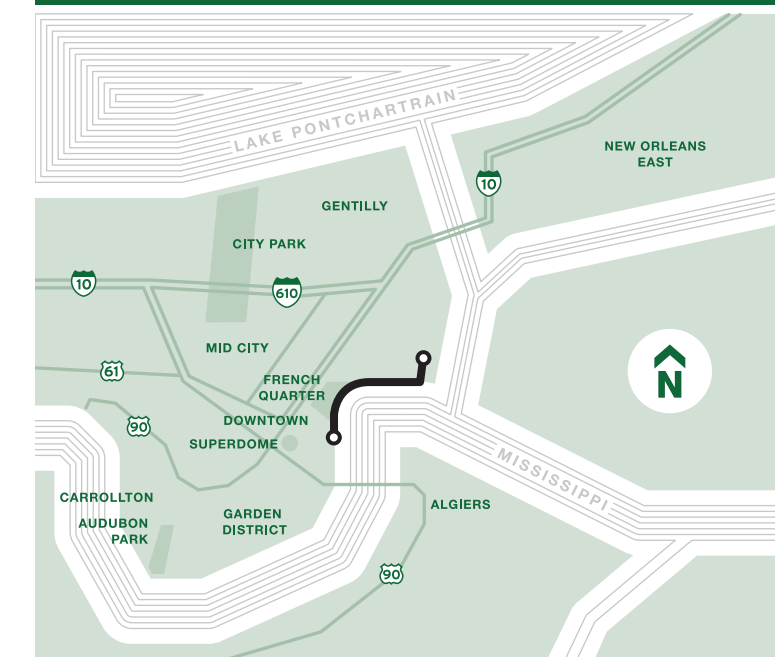 LAKE PONTCHARTRAIN
NEW ORLEANS
EAST
10
GENTILLY
CITY PARK
10
610
MID CITY
61
N
FRENCH
QUARTER
DOWNTOWN
90
SUPERDOME
MISSISSIPPI
CARROLLTON
ALGIERS
GARDEN
DISTRICT
AUDUBON
PARK
90